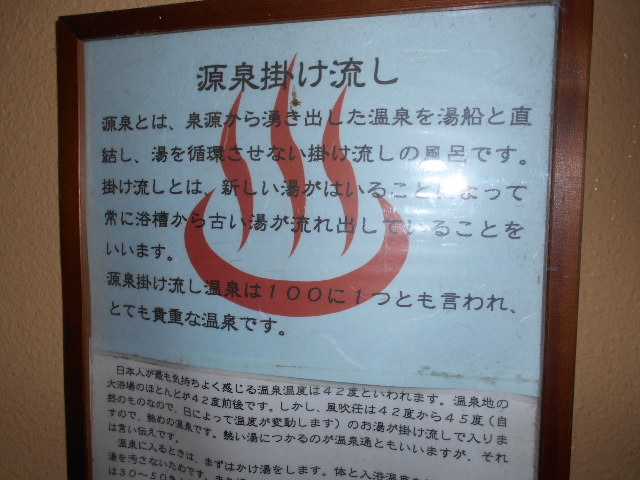 源泉掛け流し
源泉とは、泉源から湧き出した温泉を湯船と直
結し、湯を循環させない掛け流しの風呂です。
掛け流しとは、新しい湯がはいることによって
常に浴槽から古い湯が流れ出していることを
いいます。
源泉掛け流し温泉は１００に１つとも言われ、
とても貴重な温泉です。
日本人が最も気持ちよく感じる温泉温度は４２度といわれます。温泉地の
大浴場のほとんどが４２度前後です。しかし、風吹荘は４２度から４５度（自
然のものなので、日によって温度が変動します）のお湯が掛け流しで入りま
すので、熱めの温泉です。熱い湯につかるのが温泉通ともいいますが、それ
は言い伝えです。
温泉に入るときは、まずはかけ湯をします。体と入浴温度
湯を汚さないためです。
は３０～５０